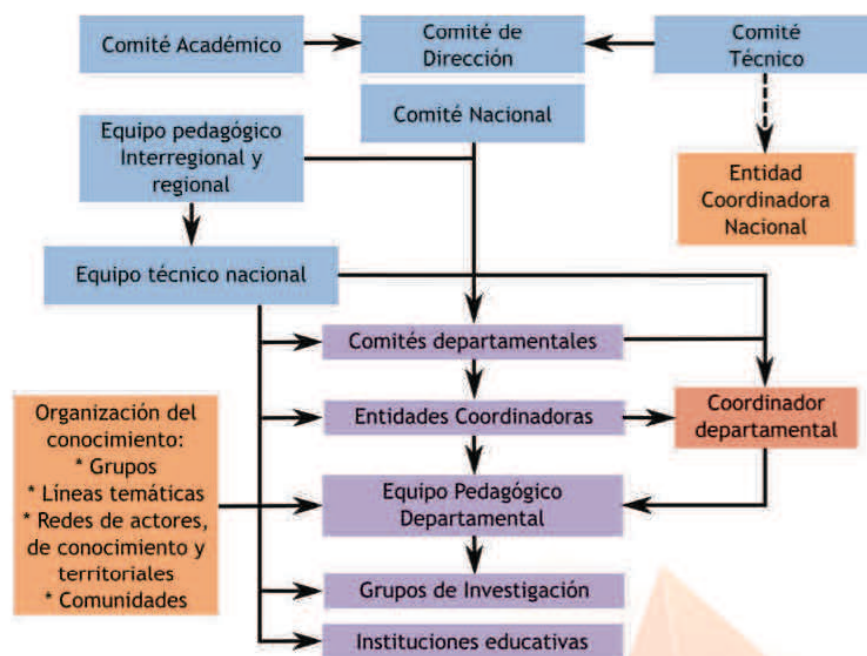 Comité Académico
Comité de
Dirección
Comité
Técnico
Comité Nacional
Equipo pedagógico
Interregional y
regional
Entidad
Coordinadora
Nacional
Equipo técnico nacional
Comités departamentales
Organización del
conocimiento:
* Grupos
* Líneas temáticas
* Redes de actores,
de conocimiento y
territoriales
* Comunidades
Entidades Coordinadoras
Coordinador
departamental
Equipo Pedagógico
Departamental
Grupos de Investigación
Instituciones educativas